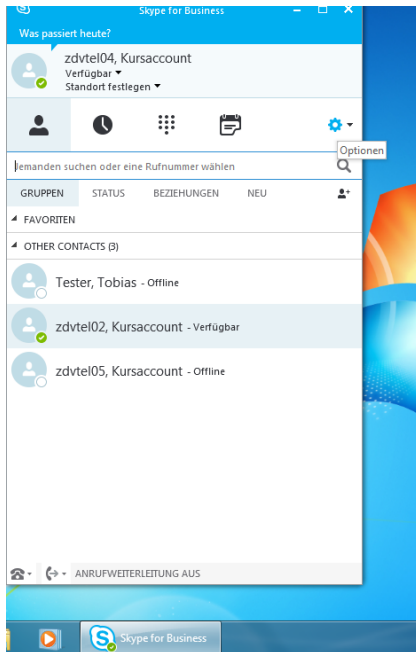 Skype for Business
Was passiert heute?
zdvtel04, Kursaccount
Verfügbar
Standort festlegen
Optionen
Jemanden suchen oder eine Rufnummer wählen
GRUPPEN STATUS BEZIEHUNGEN NEU
FAVORITEN
OTHER CONTACTS (3)
Tester, Tobias - Offline
zdvtel02, Kursaccount - Verfügbar
zdvtel05, Kursaccount - Offline
ANRUFWEITERLEITUNG AUS
Skype for Business